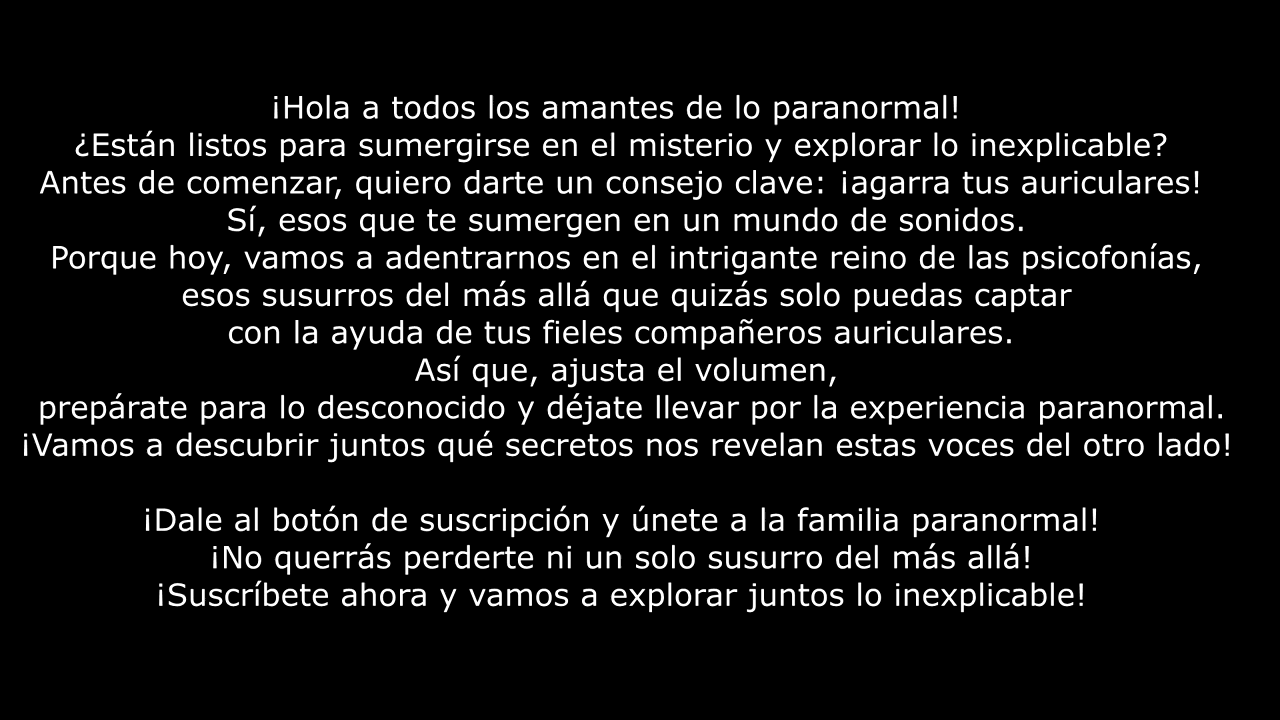 ¡Hola a todos los amantes de lo paranormal!
¿Están listos para sumergirse en el misterio y explorar lo inexplicable?
Antes de comenzar, quiero darte un consejo clave: ¡agarra tus auriculares!
Sí, esos que te sumergen en un mundo de sonidos.
Porque hoy, vamos a adentrarnos en el intrigante reino de las psicofonías,
esos susurros del más allá que quizás solo puedas captar
con la ayuda de tus fieles compañeros auriculares.
Así que, ajusta el volumen,
prepárate para lo desconocido y déjate llevar por la experiencia paranormal.
¡Vamos a descubrir juntos qué secretos nos revelan estas voces del otro lado!
¡Dale al botón de suscripción y únete a la familia paranormal!
¡No querrás perderte ni un solo susurro del más allá!
¡Suscríbete ahora y vamos a explorar juntos lo inexplicable!